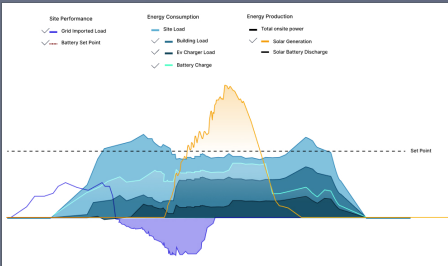 Site Performance
Grid Imported Load
Battery Set Point
Energy Consumption
Site Load
Building Load
Ev Charger Load
Battery Charge
Energy Production
Total onsite power
Solar Generation
Solar Battery Discharge
Set Point